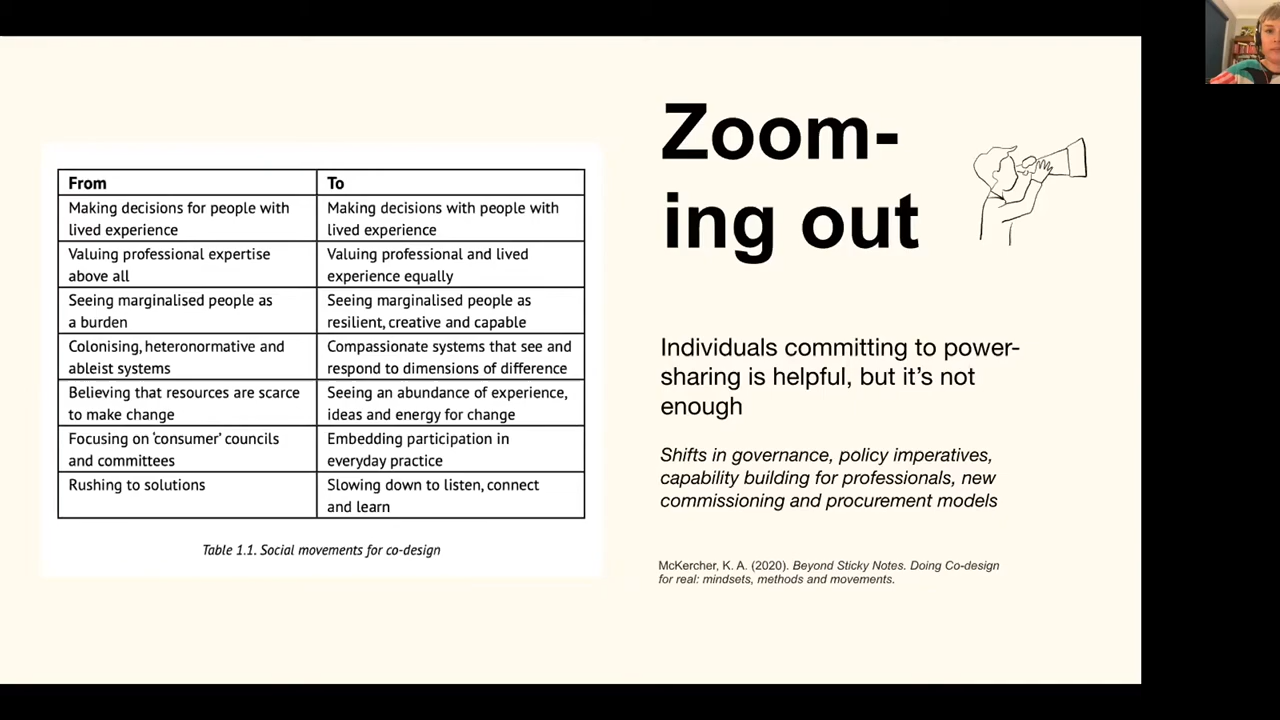 From
To
Making decisions for people with
lived experience
Making decisions with people with
lived experience
Valuing professional expertise
above all
Valuing professional and lived
experience equally
Seeing marginalised people as
a burden
Seeing marginalised people as
resilient, creative and capable
Colonising, heteronormative and
ableist systems
Compassionate systems that see and
respond to dimensions of difference
Believing that resources are scarce
to make change
Seeing an abundance of experience,
ideas and energy for change
Focusing on ‘consumer’ councils
and committees
Embedding participation in
everyday practice
Rushing to solutions
Slowing down to listen, connect
and learn
Table 1.1. Social movements for co-design
Zoom-
ing out
Individuals committing to power-
sharing is helpful, but it’s not
enough
Shifts in governance, policy imperatives,
capability building for professionals, new
commissioning and procurement models
McKercher, K. A. (2020). Beyond Sticky Notes. Doing Co-design
for real: mindsets, methods and movements.